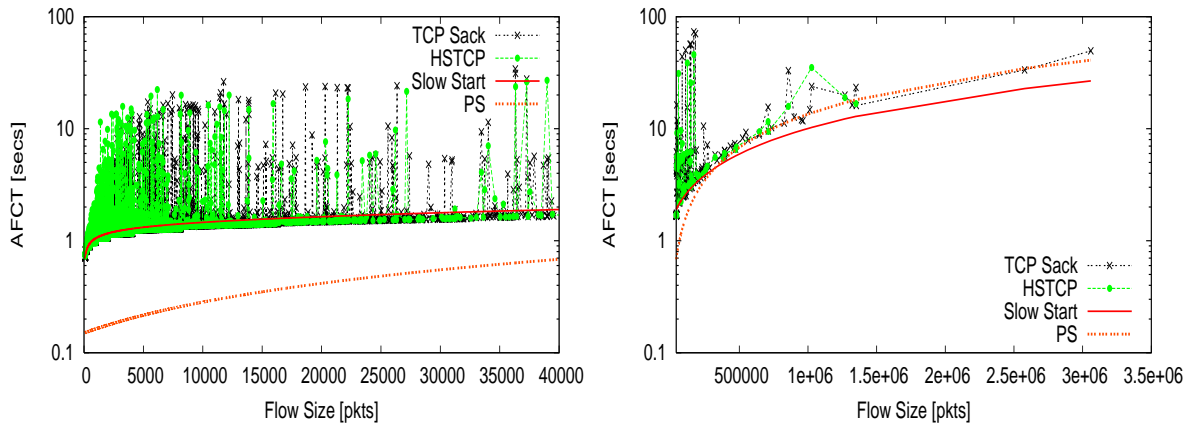 100
10
1
0.1
AFCT [secs]
TCP Sack
HSTCP
Slow Start
PS
0 5000 10000 15000 20000 25000 30000 35000 40000
Flow Size [pkts]
100
10
1
0.1
AFCT [secs]
TCP Sack
HSTCP
Slow Start
PS
500000 1e+06 1.5e+06 2e+06 2.5e+06 3e+06 3.5e+06
Flow Size [pkts]